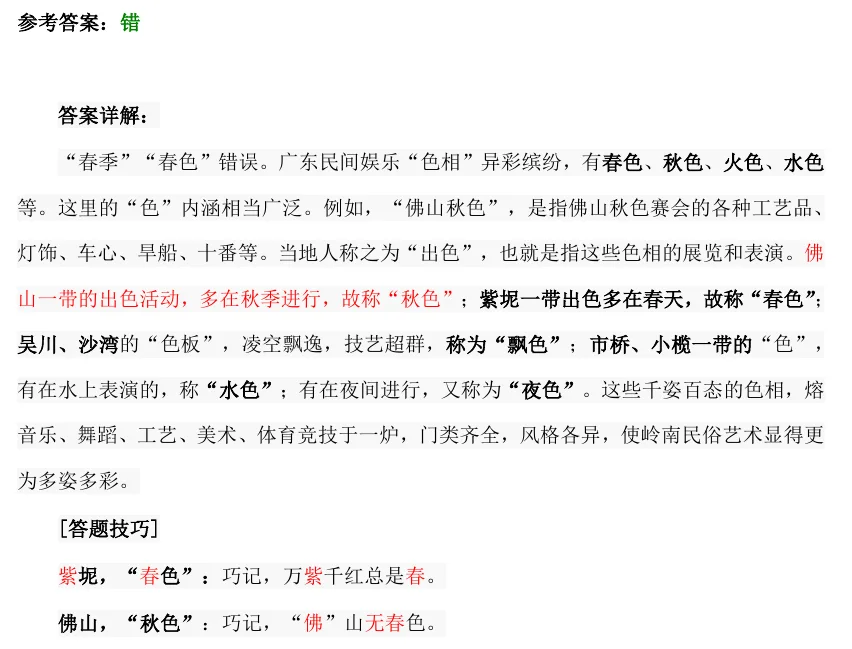 参考答案：错
答案详解：
“春季”“春色”错误。广东民间娱乐“色相”异彩缤纷，有春色、秋色、火色、水色
等。这里的“色”内涵相当广泛。例如，“佛山秋色”，是指佛山秋色赛会的各种工艺品、
灯饰、车心、旱船、十番等。当地人称之为“出色”，也就是指这些色相的展览和表演。佛
山一带的出色活动，多在秋季进行，故称“秋色”；紫坭一带出色多在春天，故称“春色”；
吴川、沙湾的“色板”，凌空飘逸，技艺超群，称为“飘色”；市桥、小榄一带的“色”，
有在水上表演的，称“水色”；有在夜间进行，又称为“夜色”。这些千姿百态的色相，熔
音乐、舞蹈、工艺、美术、体育竞技于一炉，门类齐全，风格各异，使岭南民俗艺术显得更
为多姿多彩。
[答题技巧]
紫坭，“春色”：巧记，万紫千红总是春。
佛山，“秋色”：巧记，“佛”山无春色。